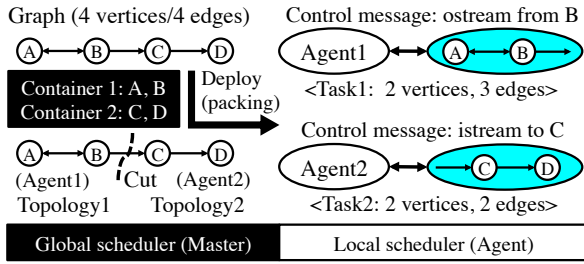 Graph (4 vertices/4 edges)
A B C D
Container 1: A, B
Container 2: C, D
Deploy
(packing)
A B C D
(Agent1) Cut (Agent2)
Topology1 Topology2
Global scheduler (Master)
Control message: ostream from B
Agent1 A B
<Task1: 2 vertices, 3 edges>
Control message: istream to C
Agent2 C D
<Task2: 2 vertices, 2 edges>
Local scheduler (Agent)